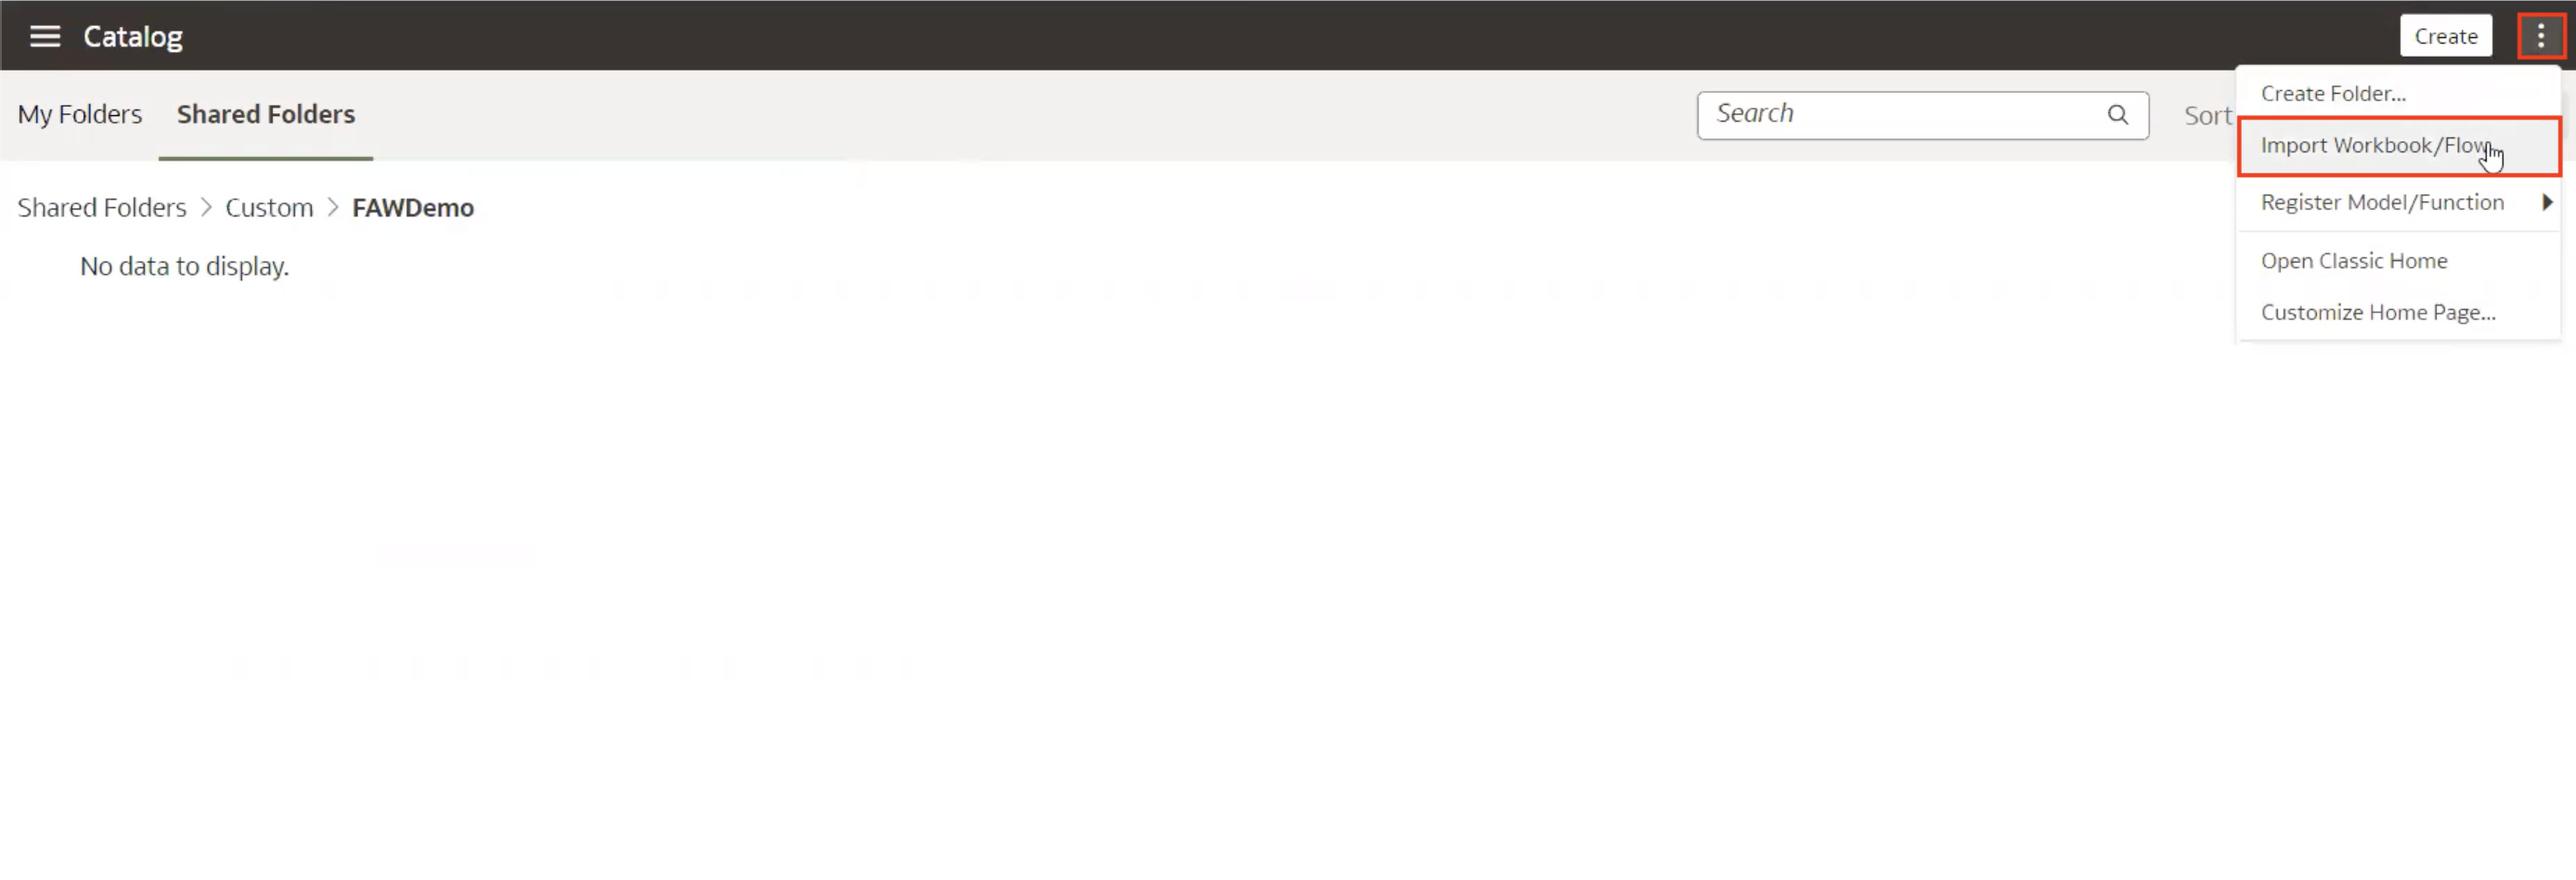 Catalog
Create
My Folders
Shared Folders
Search
Sort
Create Folder...
Import Workbook/Flow
Register Model/Function
Open Classic Home
Customize Home Page...
Shared Folders > Custom > FAWDemo
No data to display.